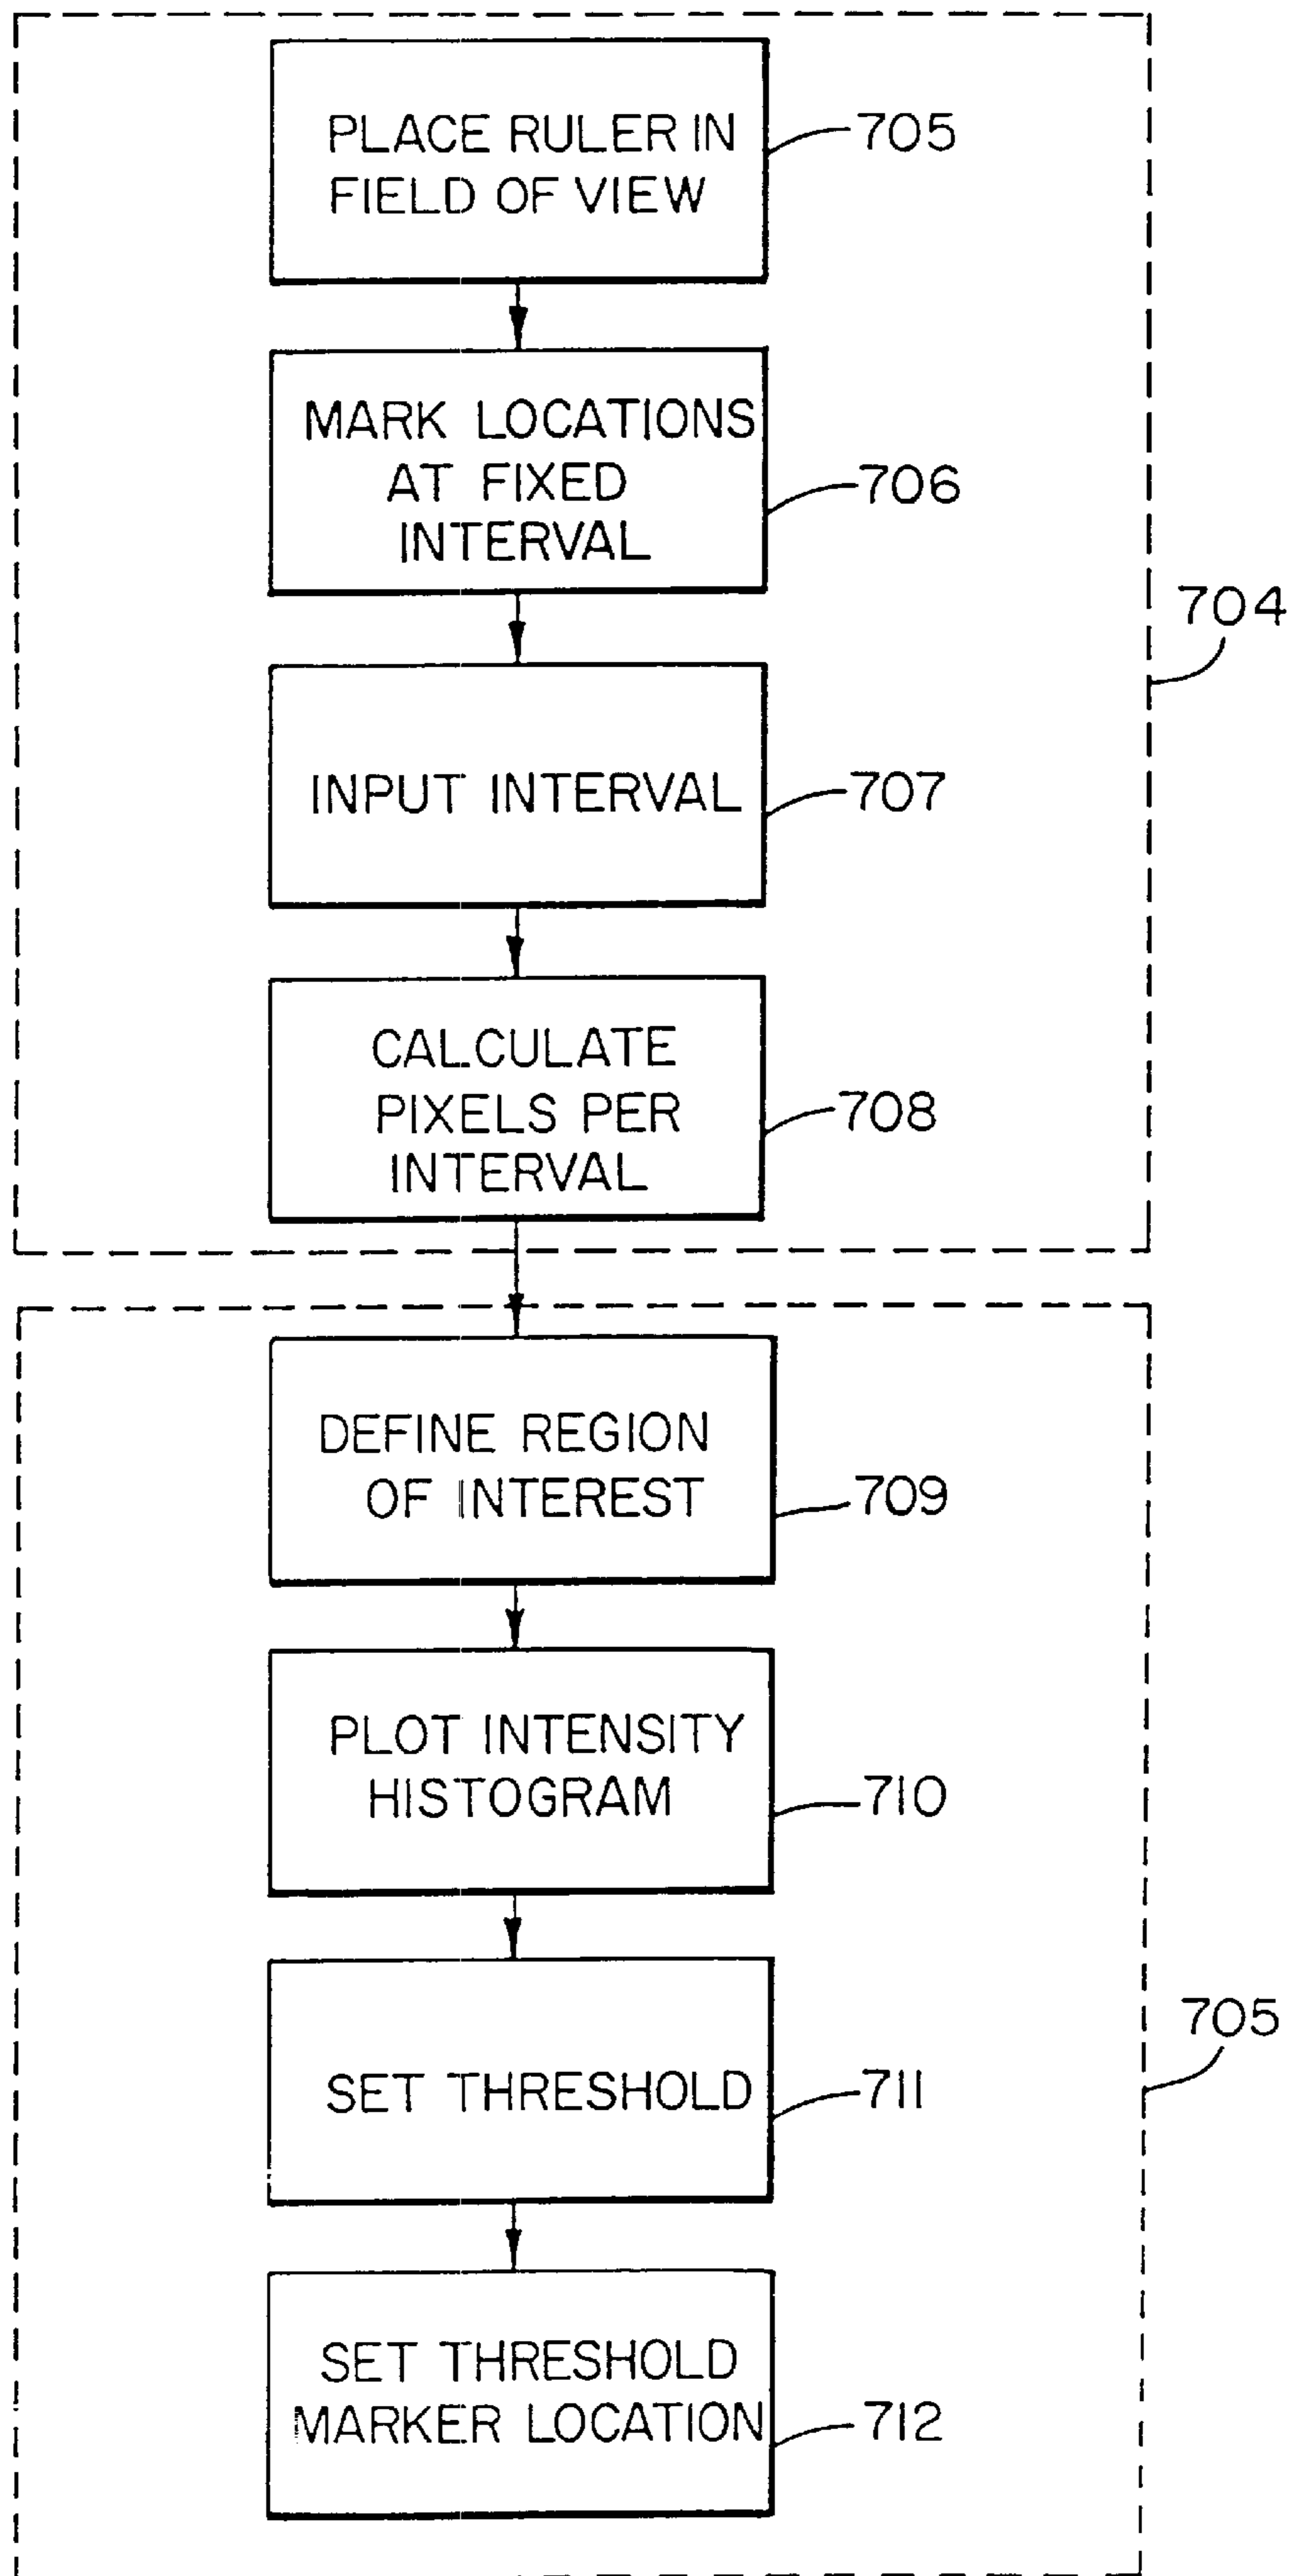 PLACE RULER IN
FIELD OF VIEW
705
MARK LOCATIONS
AT FIXED
INTERVAL
706
704
INPUT INTERVAL
707
CALCULATE
PIXELS PER
INTERVAL
708
DEFINE REGION
OF INTEREST
709
PLOT INTENSITY
HISTOGRAM
710
SET THRESHOLD
711
705
SET THRESHOLD
MARKER LOCATION
712